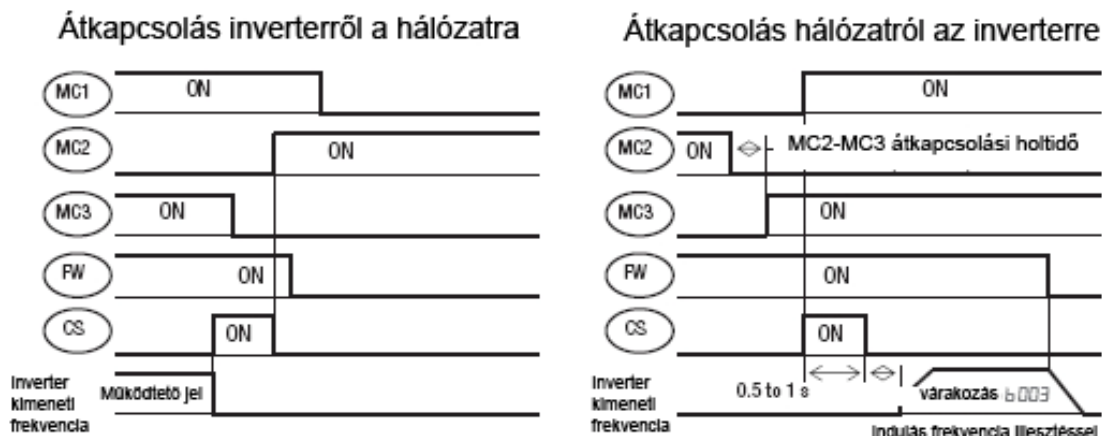 Átkapcsolás inverterről a hálózatra
MC1
ON
MC2
ON
MC3
ON
FW
ON
CS
ON
Inverter
kimeneti
frekvencia
Működtető jel
Átkapcsolás hálózatról az inverterre
MC1
ON
MC2
ON
MC2-MC3 átkapcsolási holtidő
MC3
ON
FW
ON
CS
ON
Inverter
kimeneti
frekvencia
0.5 to 1 s
várakozás b003
Indulás frekvencia illesztéssel